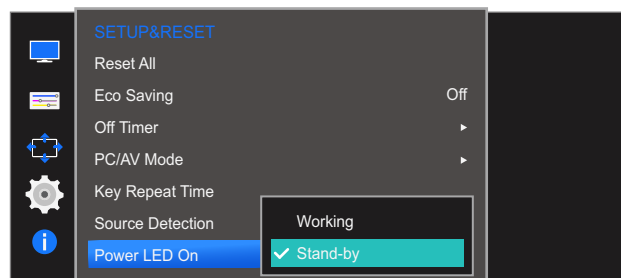 SETUP&RESET
Reset All
Eco Saving Off
Off Timer
PC/AV Mode
Key Repeat Time
Source Detection Working
Power LED On Stand-by